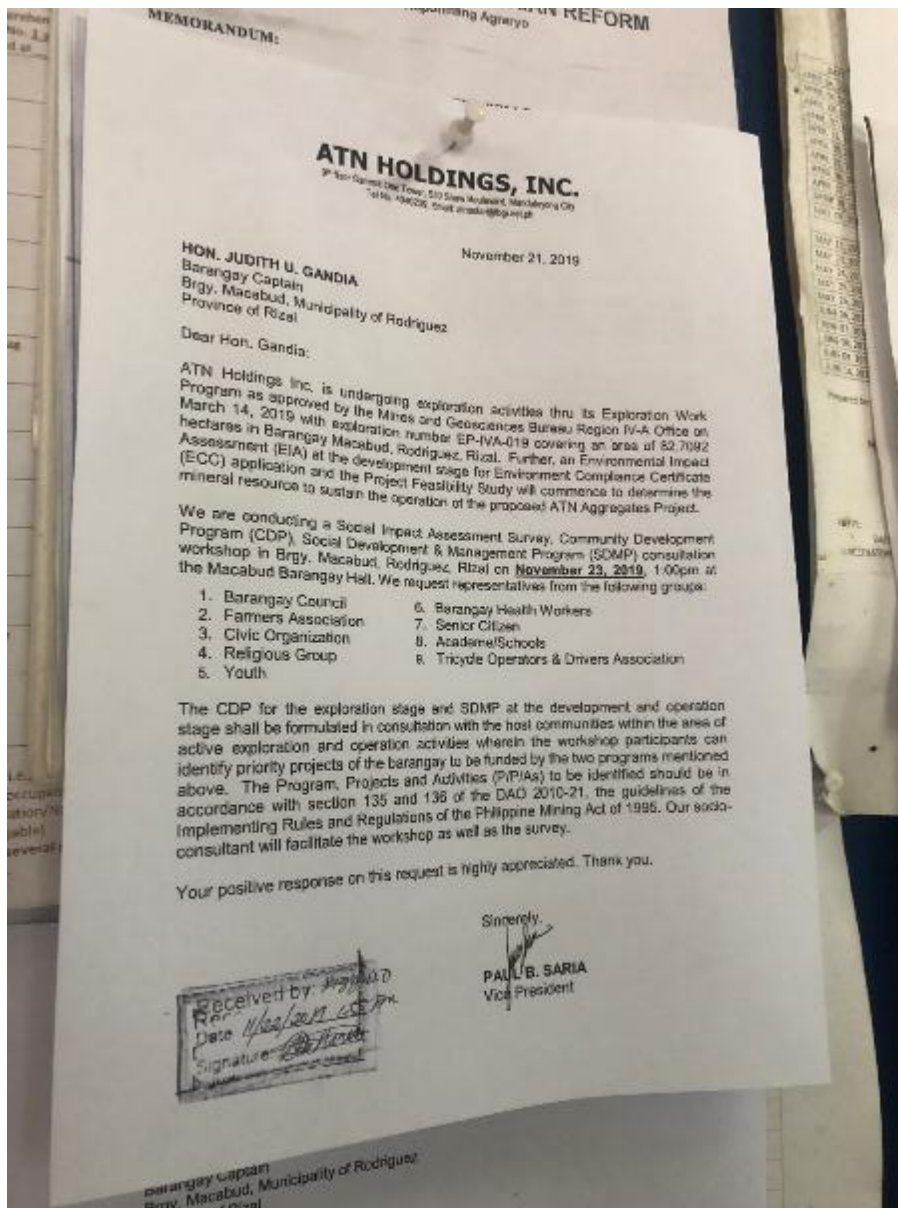 MEMORANDUM:
REFORM
Agraryo
ATN HOLDINGS, INC.
Mandaluyong City
November 21, 2019
HON. JUDITH U. GANDIA
Barangay Captain
Brgy. Macabud, Municipality of Rodriguez
Province of Rizal
Dear Hon. Gandia:
ATN Holdings Inc. is undergoing exploration activities thru its Exploration Work
Program as approved by the Mines and Geosciences Bureau Region IV-A Office on
March 14, 2019 with exploration number EP-IVA-019 covering an area of 82.7092
hectares in Barangay Macabud, Rodriguez, Rizal. Further, an Environmental Impact
Assessment (EIA) at the development stage for Environment Compliance Certificate
(ECC) application and the Project Feasibility Study will commence to determine the
mineral resource to sustain the operation of the proposed ATN Aggregates Project.
We are conducting a Social Impact Assessment Survey, Community Development
Program (CDP), Social Development & Management Program (SDMP) consultation
workshop in Brgy. Macabud, Rodriguez, Rizal on November 23, 2019, 1:00pm at
the Macabud Barangay Hall. We request representatives from the following groups:
1. Barangay Council
2. Farmers Association
3. Civic Organization
4. Religious Group
5. Youth
6. Barangay Health Workers
7. Senior Citizen
8. Academe/Schools
9. Tricycle Operators & Drivers Association
The CDP for the exploration stage and SDMP at the development and operation
stage shall be formulated in consultation with the host communities within the area of
active exploration and operation activities wherein the workshop participants can
identify priority projects of the barangay to be funded by the two programs mentioned
above. The Program, Projects and Activities (P/P/As) to be identified should be in
accordance with section 135 and 136 of the DAO 2010-21, the guidelines of the
Implementing Rules and Regulations of the Philippine Mining Act of 1995. Our socio-
consultant will facilitate the workshop as well as the survey.
Your positive response on this request is highly appreciated. Thank you.
Sincerely,
PAUL B. SARIA
Vice President
Received by:
Date 11/22/2019
Signature
Barangay Captain
Brgy. Macabud, Municipality of Rodriguez